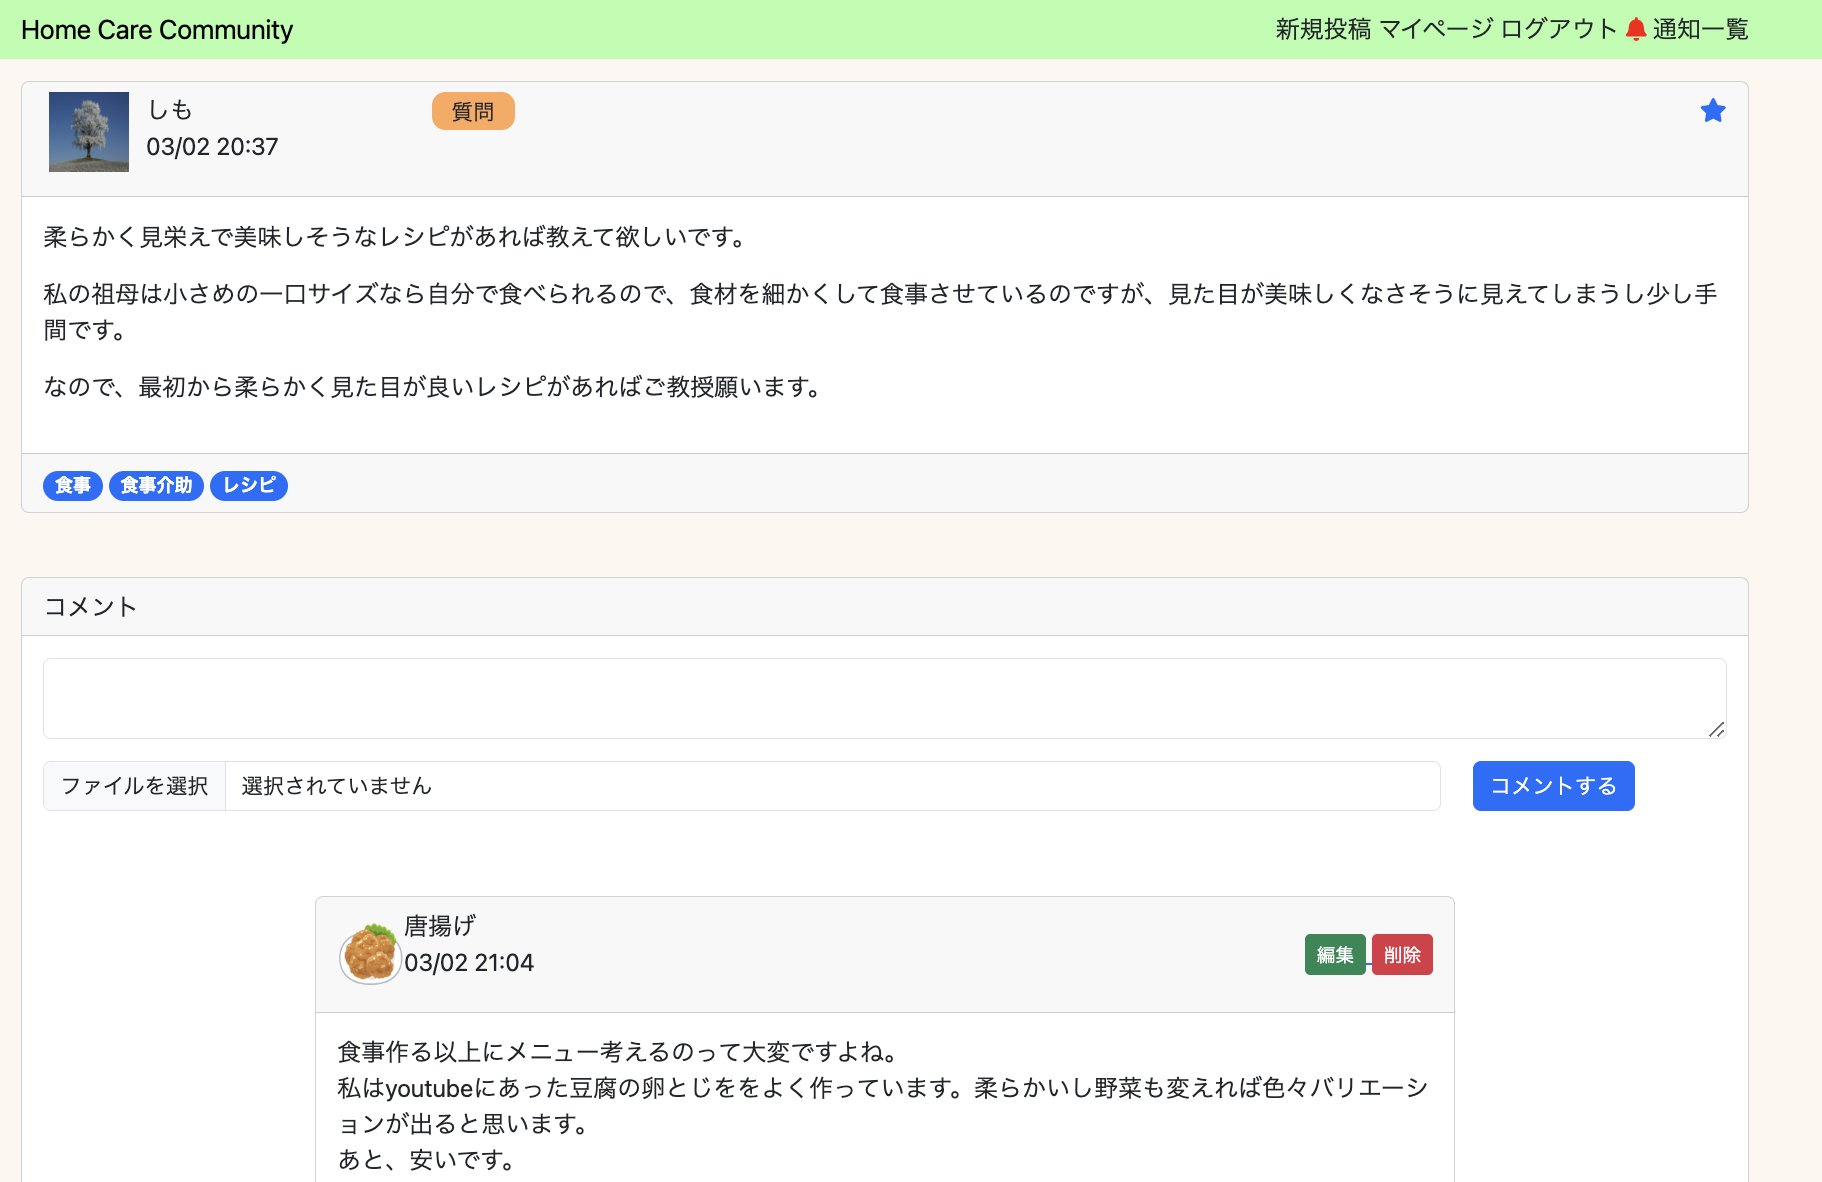 Home Care Community
新規投稿 マイページ ログアウト 通知一覧
しも
質問
03/02 20:37
柔らかく見栄えで美味しそうなレシピがあれば教えて欲しいです。
私の祖母は小さめの一口サイズなら自分で食べられるので、食材を細かくして食事させているのですが、見た目が美味しくなさそうに見えてしまうし少し手
間です。
なので、最初から柔らかく見た目が良いレシピがあればご教授願います。
食事 食事介助 レシピ
コメント
ファイルを選択 選択されていません
コメントする
唐揚げ
03/02 21:04
編集 削除
食事作る以上にメニュー考えるのって大変ですよね。
私はyoutubeにあった豆腐の卵とじををよく作っています。柔らかいし野菜も変えれば色々バリエーシ
ョンが出ると思います。
あと、安いです。